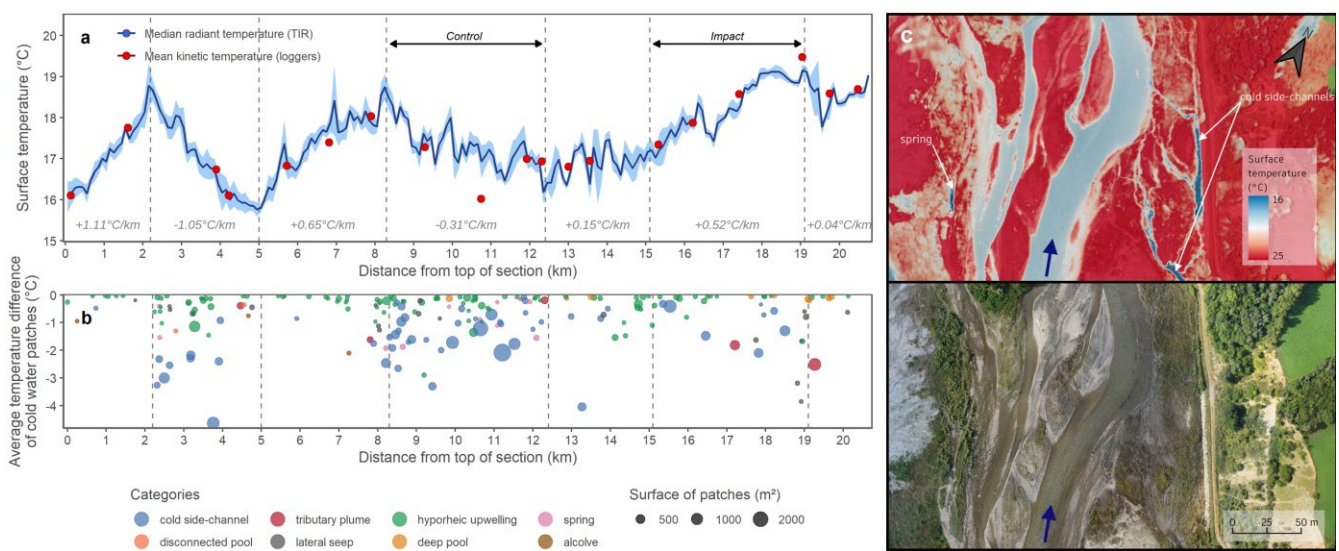 a
Median radiant temperature (TIR)
Mean kinetic temperature (loggers)
Control
Impact
Surface temperature (°C)
19
18
17
16
15
+1.11°C/km
-1.05°C/km
+0.65°C/km
-0.31°C/km
+0.15°C/km
+0.52°C/km
+0.04°C/km
0 1 2 3 4 5 6 7 8 9 10 11 12 13 14 15 16 17 18 19 20
Distance from top of section (km)
b
Average temperature difference
of cold water patches (°C)
0
-1
-2
-3
-4
0 1 2 3 4 5 6 7 8 9 10 11 12 13 14 15 16 17 18 19 20
Distance from top of section (km)
Categories
cold side-channel
tributary plume
hyporheic upwelling
spring
disconnected pool
lateral seep
deep pool
alcolve
Surface of patches (m²)
500
1000
2000
c
N
cold side-channels
spring
Surface
temperature
(°C)
16
25
0 25 50 m